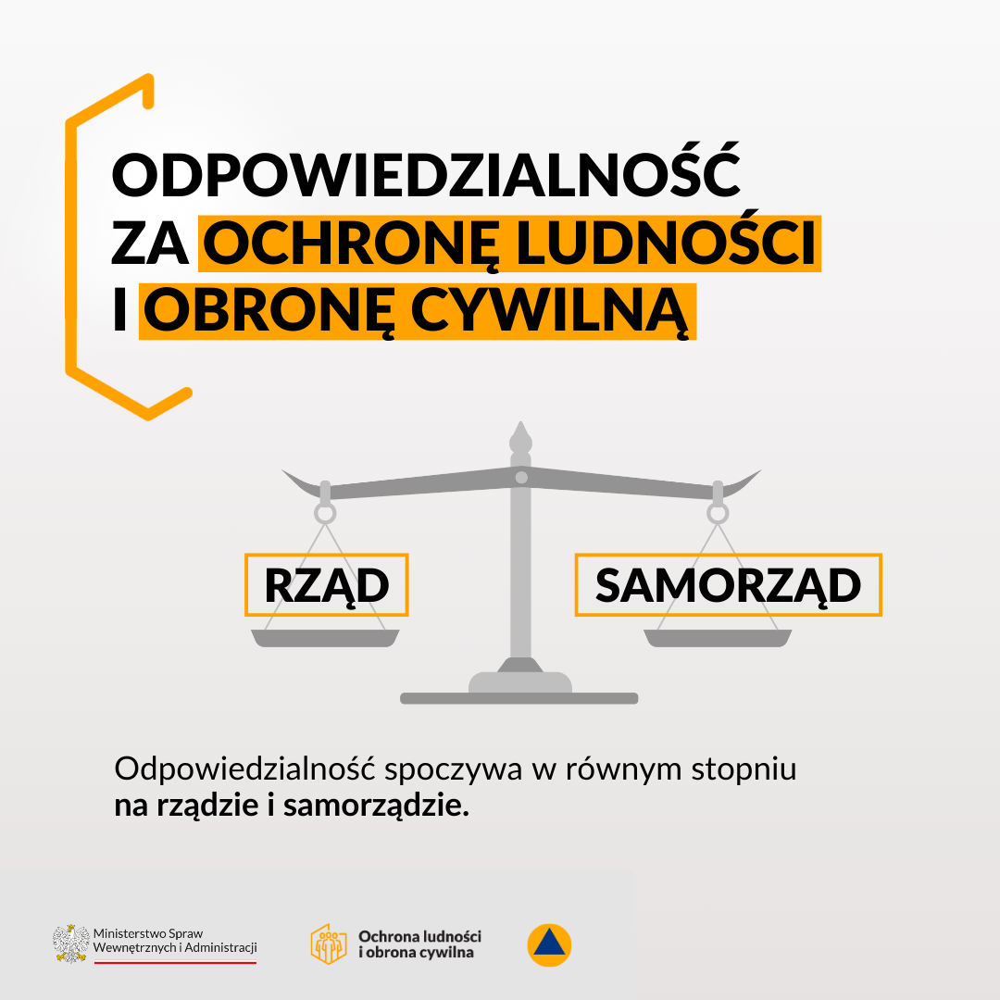 ODPOWIEDZIALNOŚĆ
ZA OCHRONĘ LUDNOŚCI
I OBRONĘ CYWILNĄ
RZĄD
SAMORZĄD
Odpowiedzialność spoczywa w równym stopniu
na rządzie i samorządzie.
Ministerstwo Spraw
Wewnętrznych i Administracji
Ochrona ludności
i obrona cywilna